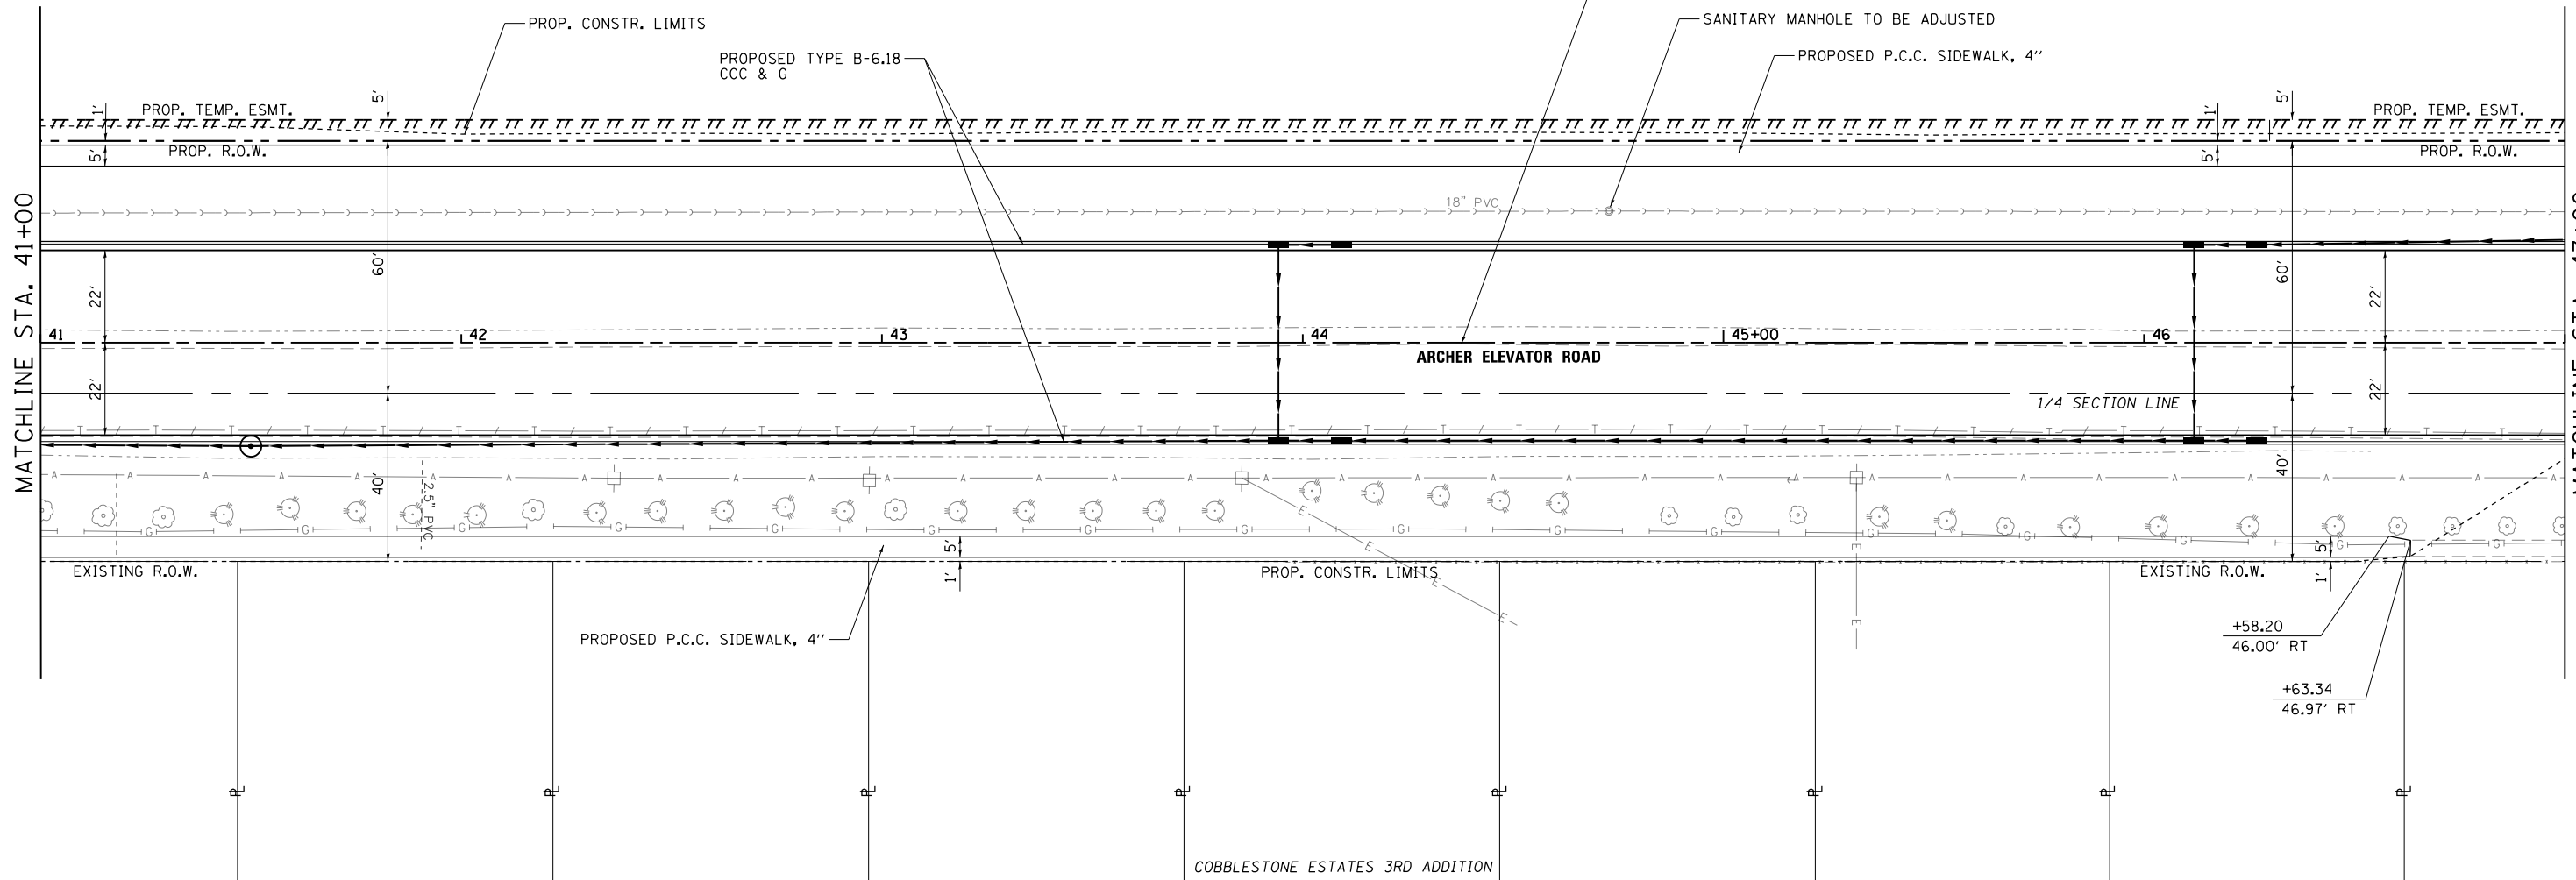 PROP. CONSTR. LIMITS
SANITARY MANHOLE TO BE ADJUSTED
PROPOSED TYPE B-6.18
CCC & G
PROPOSED P.C.C. SIDEWALK, 4''
1'
PROP. TEMP. ESMT.
5'
1'
5'
PROP. TEMP. ESMT.
5'
PROP. R.O.W.
5'
PROP. R.O.W.
MATCHLINE STA. 41+00
18" PVC
60'
60'
22'
22'
41
42
43
44
45+00
46
ARCHER ELEVATOR ROAD
22'
22'
1/4 SECTION LINE
40'
40'
2.5" PVC
5'
1'
5'
1'
EXISTING R.O.W.
PROP. CONSTR. LIMITS
EXISTING R.O.W.
PROPOSED P.C.C. SIDEWALK, 4''
+58.20
46.00' RT
+63.34
46.97' RT
COBBLESTONE ESTATES 3RD ADDITION